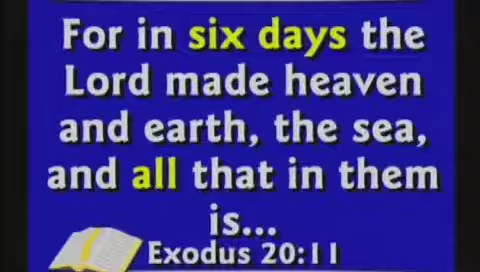 For in six days the
Lord made heaven
and earth, the sea,
and all that in them
is...
Exodus 20:11